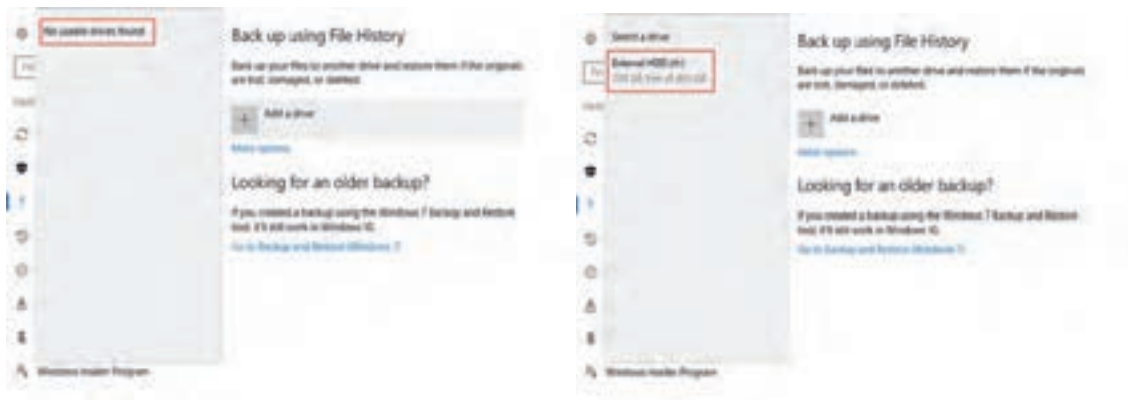 No usable drives found
Back up using File History
Back up your files to another drive and restore them if the originals
are lost, damaged, or deleted.
Add a drive
More options
Looking for an older backup?
If you created a backup using the Windows 7 Backup and Restore
tool, it'll still work in Windows 10.
Go to Backup and Restore (Windows 7)
Windows Insider Program
Select a drive
External HDD
Back up using File History
Back up your files to another drive and restore them if the originals
are lost, damaged, or deleted.
Add a drive
More options
Looking for an older backup?
If you created a backup using the Windows 7 Backup and Restore
tool, it'll still work in Windows 10.
Go to Backup and Restore (Windows 7)
Windows Insider Program